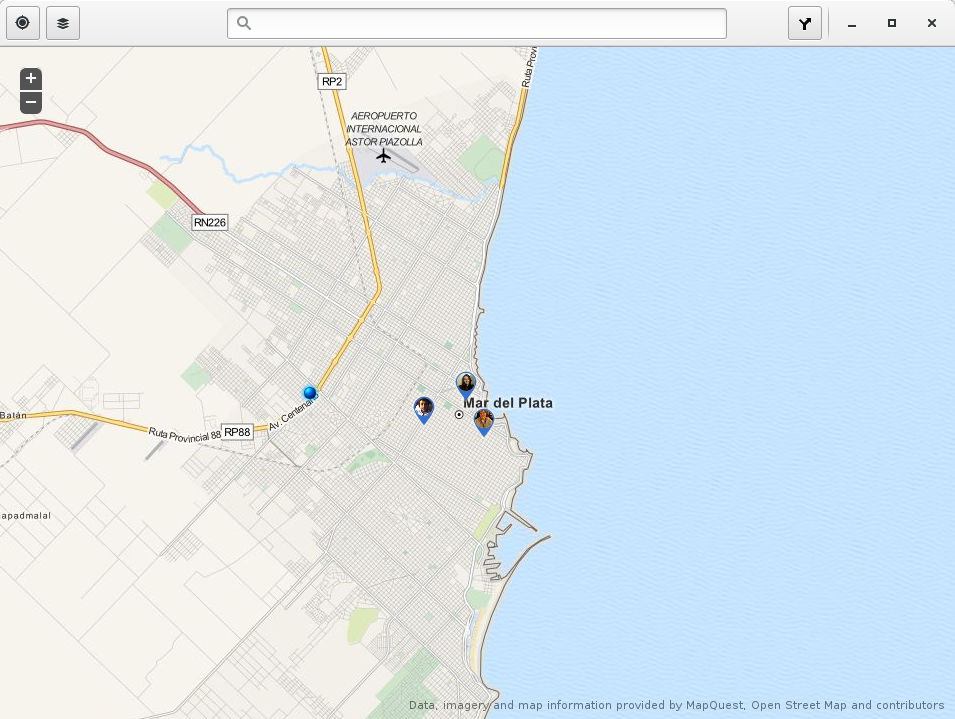 +
−
RP2
Ruta Provi
AEROPUERTO
INTERNACIONAL
ASTOR PIAZOLLA
RN226
Mar del Plata
Av. Centenario
Balán
Ruta Provincial 88
RP88
apadmalal
Data, imagery and map information provided by MapQuest, Open Street Map and contributors